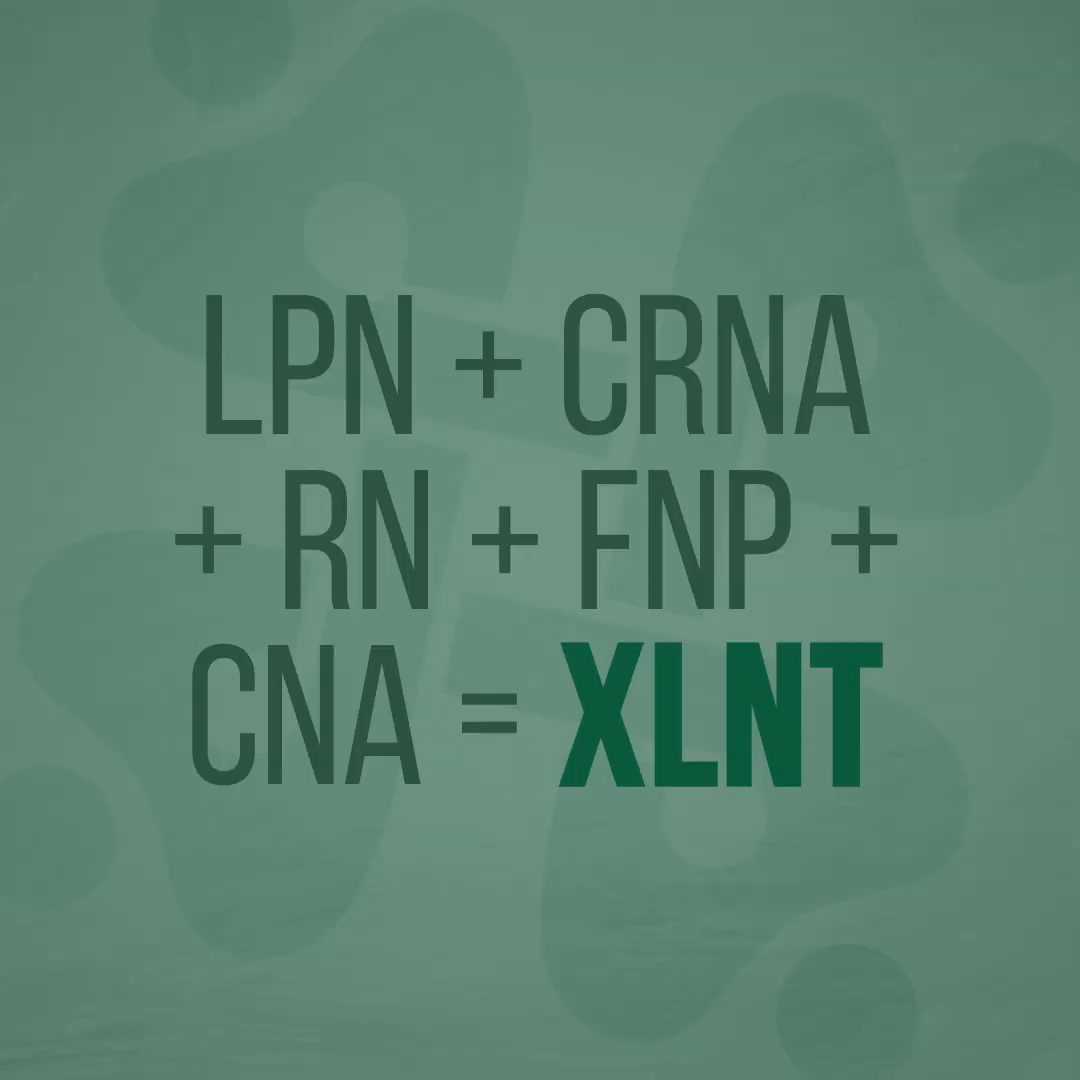 LPN + CRNA
+ RN + FNP +
CNA = XLNT